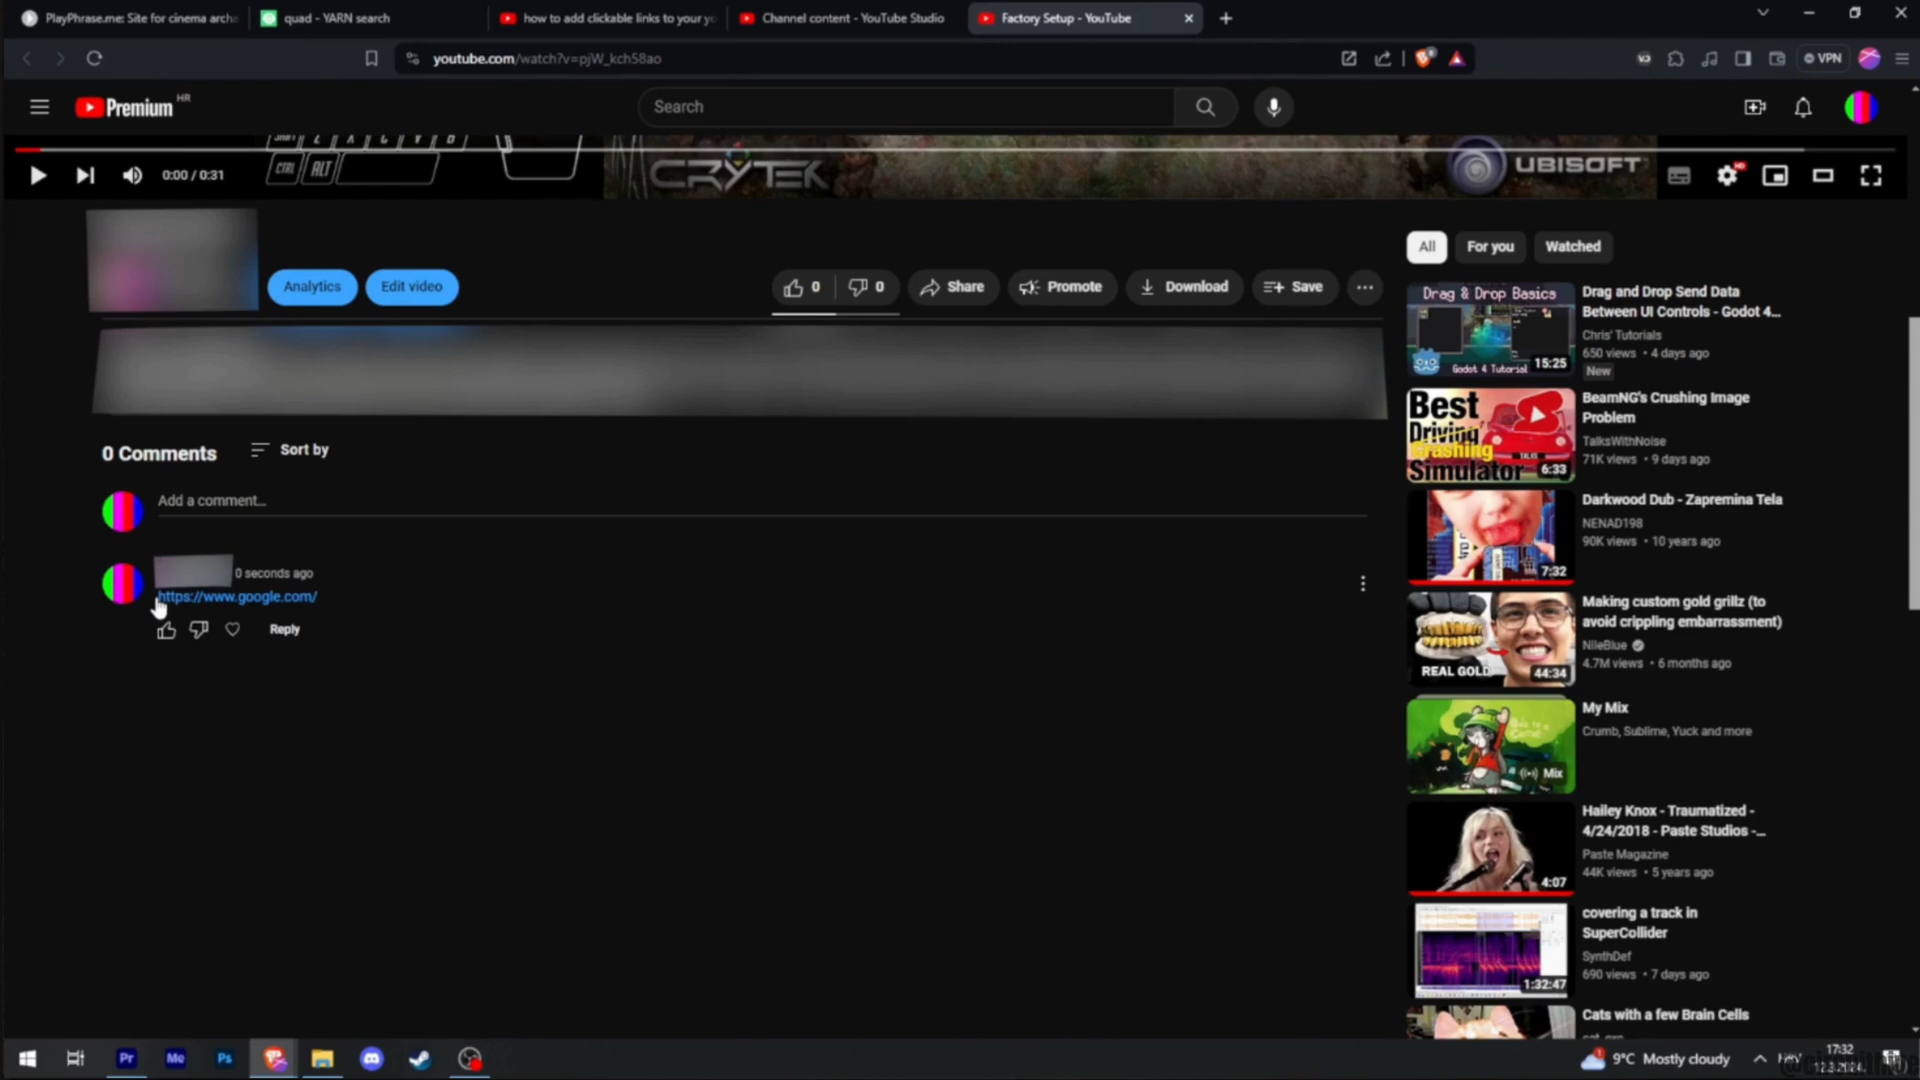 PlayPhrase.me: Site for cinema archa
quad - YARN search
how to add clickable links to your yo
Channel content - YouTube Studio
Factory Setup - YouTube
youtube.com/watch?v=pjW_kch58ao
VPN
Premium HR
Search
CTRL ALT
CRYTEK
UBISOFT
0:00 / 0:31
HD
All
For you
Watched
Analytics
Edit video
0
0
Share
Promote
Download
Save
0 Comments
Sort by
Add a comment...
0 seconds ago
https://www.google.com/
Reply
Drag & Drop Basics
Godot 4 Tutorial
15:25
Drag and Drop Send Data
Between UI Controls - Godot 4...
Chris' Tutorials
650 views • 4 days ago
New
Best
Driving
Crashing
Simulator
6:33
BeamNG's Crushing Image
Problem
TalksWithNoise
71K views • 9 days ago
7:32
Darkwood Dub - Zapremina Tela
NENAD198
90K views • 10 years ago
REAL GOLD
44:34
Making custom gold grillz (to
avoid crippling embarrassment)
NileBlue
4.7M views • 6 months ago
Mix
My Mix
Crumb, Sublime, Yuck and more
4:07
Hailey Knox - Traumatized -
4/24/2018 - Paste Studios -...
Paste Magazine
44K views • 5 years ago
1:32:47
covering a track in
SuperCollider
SynthDef
690 views • 7 days ago
Cats with a few Brain Cells
Pr
Me
Ps
9°C Mostly cloudy
17:32